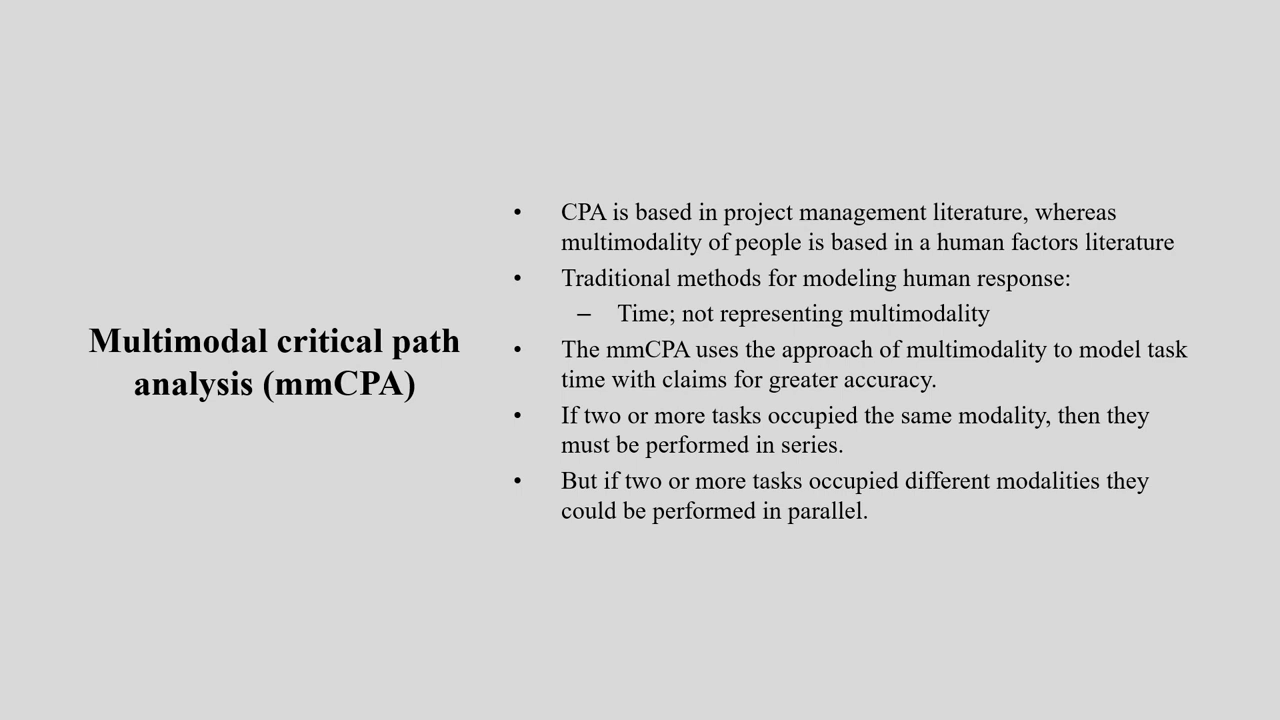 Multimodal critical path
analysis (mmCPA)
• CPA is based in project management literature, whereas
multimodality of people is based in a human factors literature
• Traditional methods for modeling human response:
– Time; not representing multimodality
• The mmCPA uses the approach of multimodality to model task
time with claims for greater accuracy.
• If two or more tasks occupied the same modality, then they
must be performed in series.
• But if two or more tasks occupied different modalities they
could be performed in parallel.